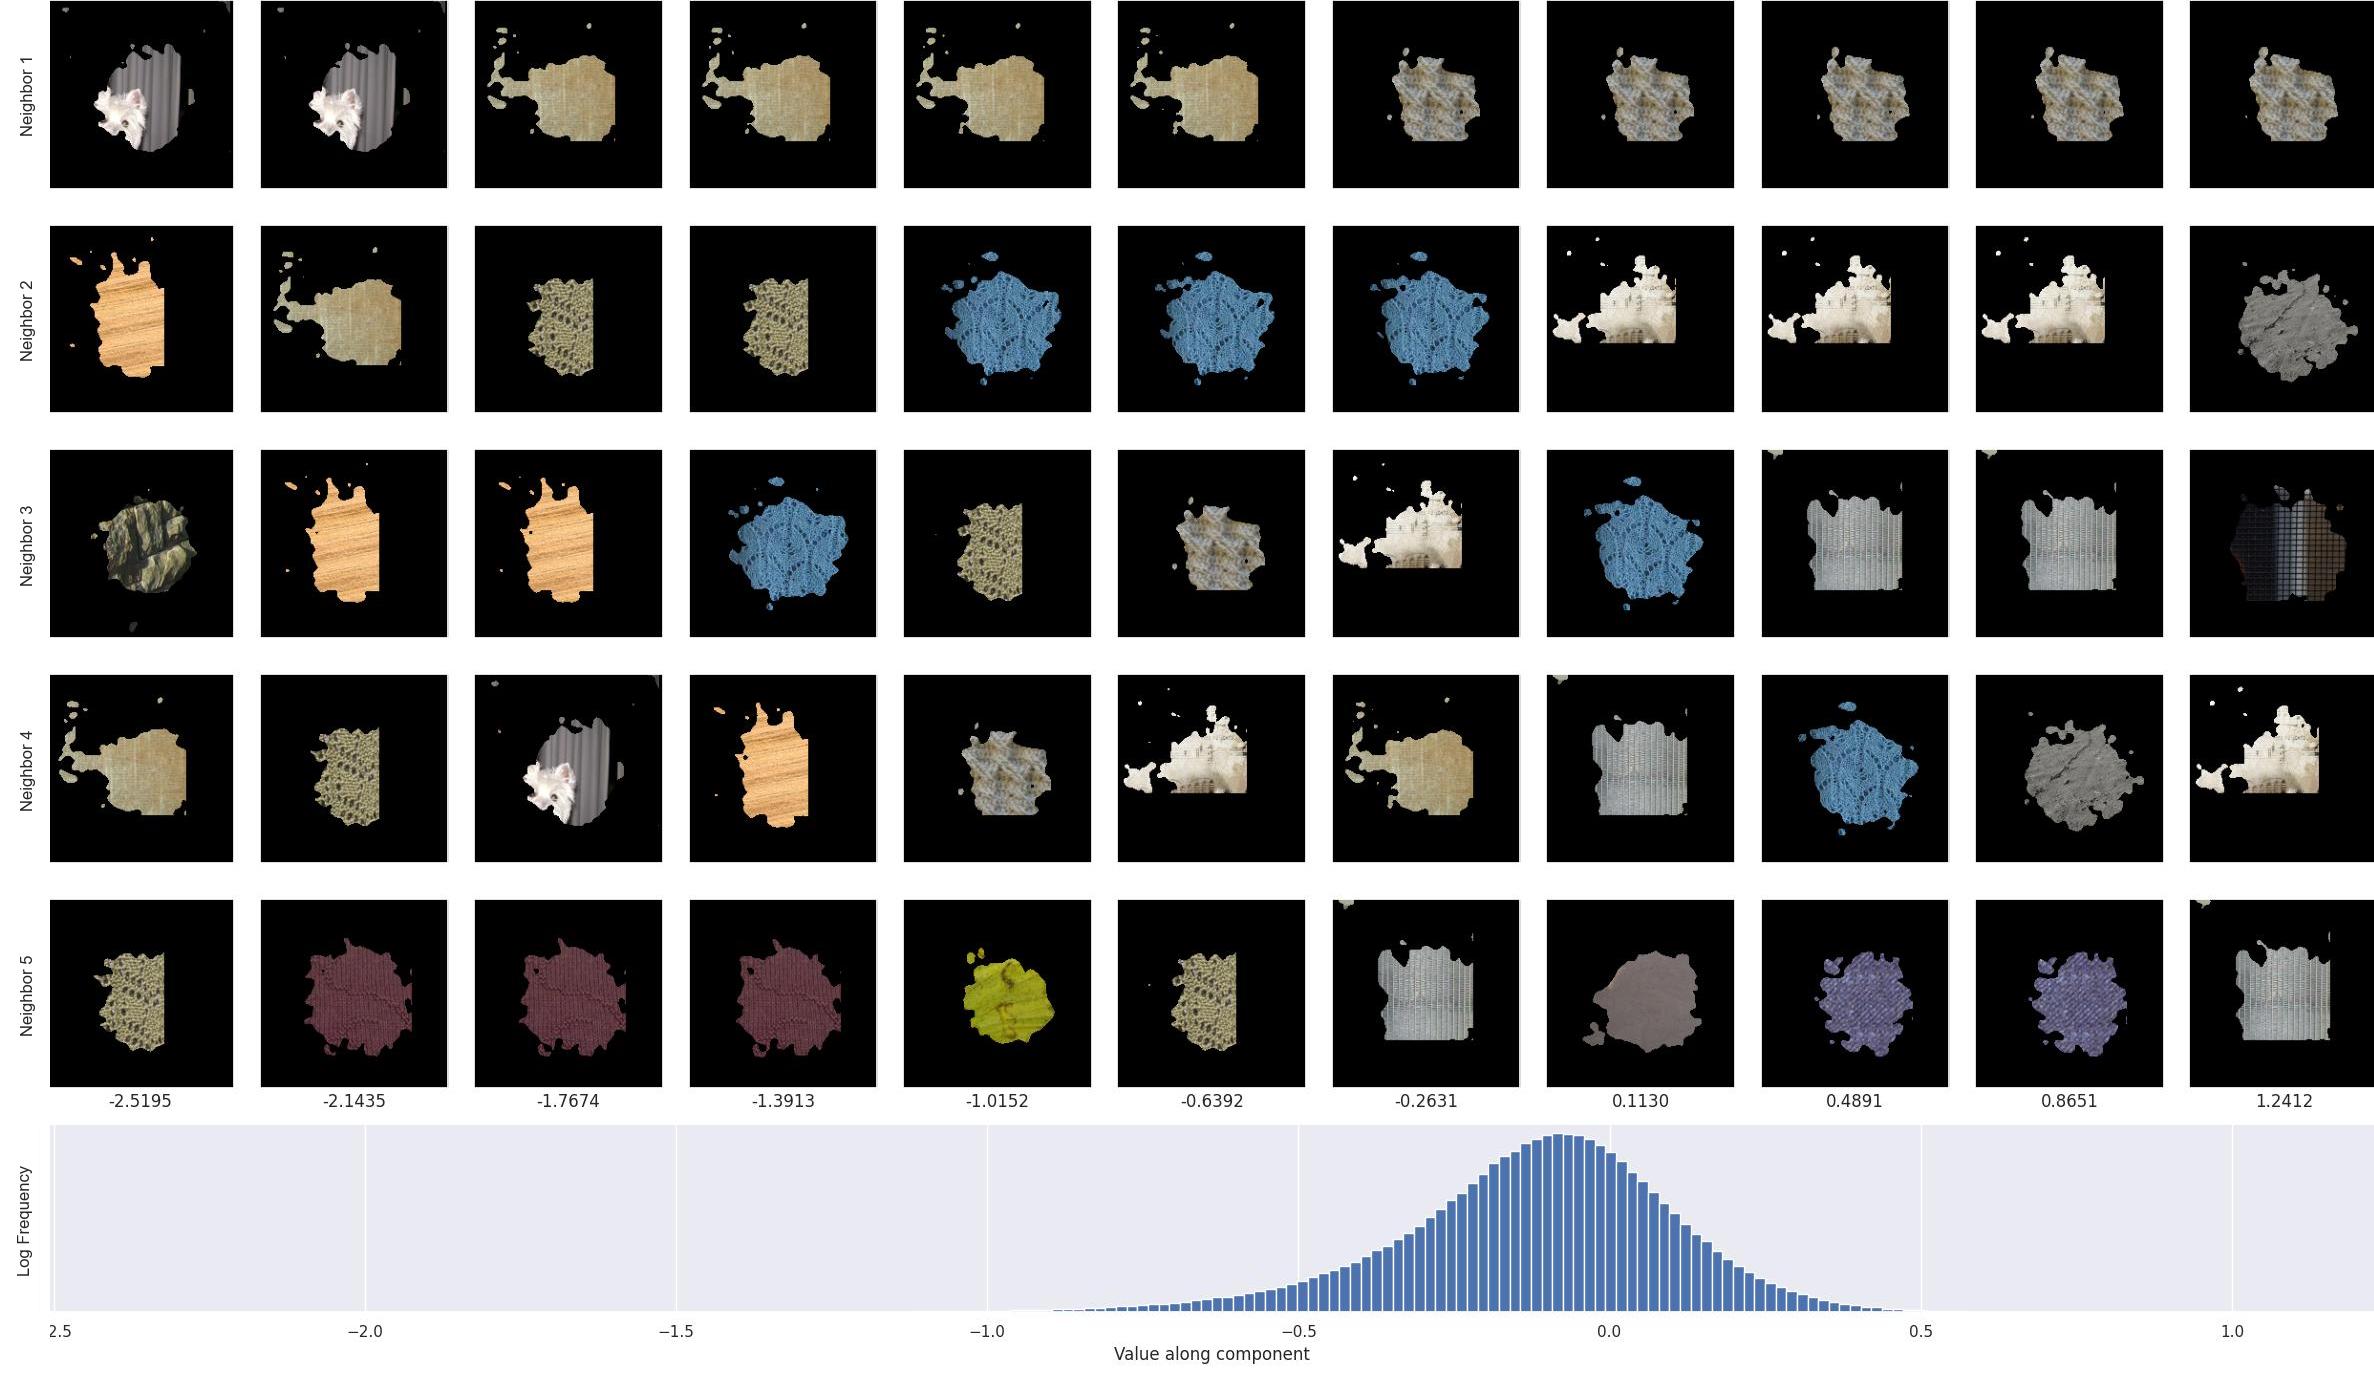 Neighbor 1
Neighbor 2
Neighbor 3
Neighbor 4
Neighbor 5
-2.5195 -2.1435 -1.7674 -1.3913 -1.0152 -0.6392 -0.2631 0.1130 0.4891 0.8651 1.2412
Log Frequency
2.5 −2.0 −1.5 −1.0 −0.5 0.0 0.5 1.0
Value along component